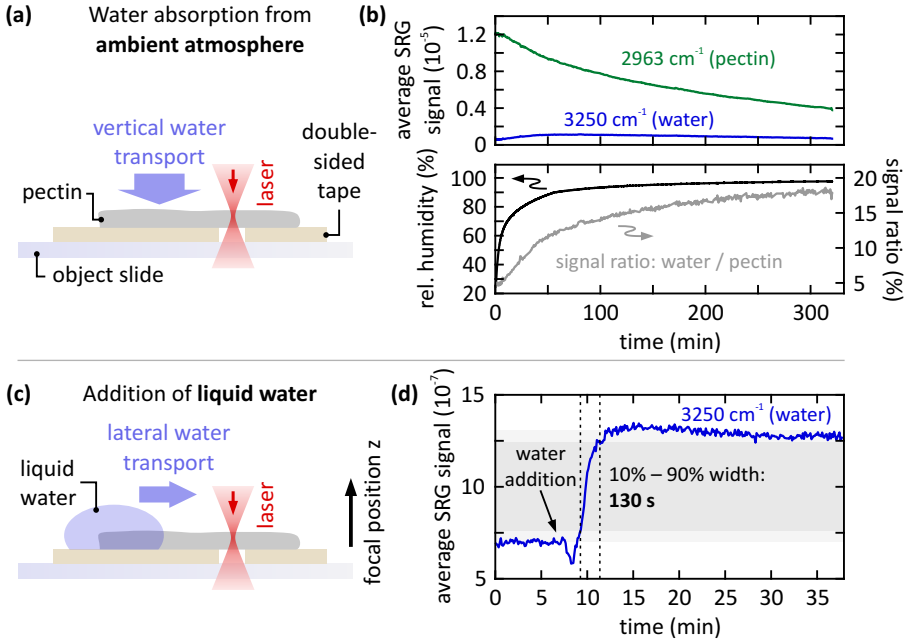 (a)
Water absorption from
ambient atmosphere
vertical water
transport
double-
sided
tape
laser
pectin
object slide
(b)
average SRG
signal (10⁻⁵)
1.2
0.8
0.4
0
2963 cm⁻¹ (pectin)
3250 cm⁻¹ (water)
rel. humidity (%)
100
90
80
70
60
50
40
30
20
signal ratio: water / pectin
20
15
10
5
signal ratio (%)
0
100
200
300
time (min)
(c)
Addition of liquid water
lateral water
transport
liquid
water
laser
focal position z
(d)
average SRG signal (10⁻⁷)
15
10
5
3250 cm⁻¹ (water)
water
addition
10% – 90% width:
130 s
0
5
10
15
20
25
30
35
time (min)